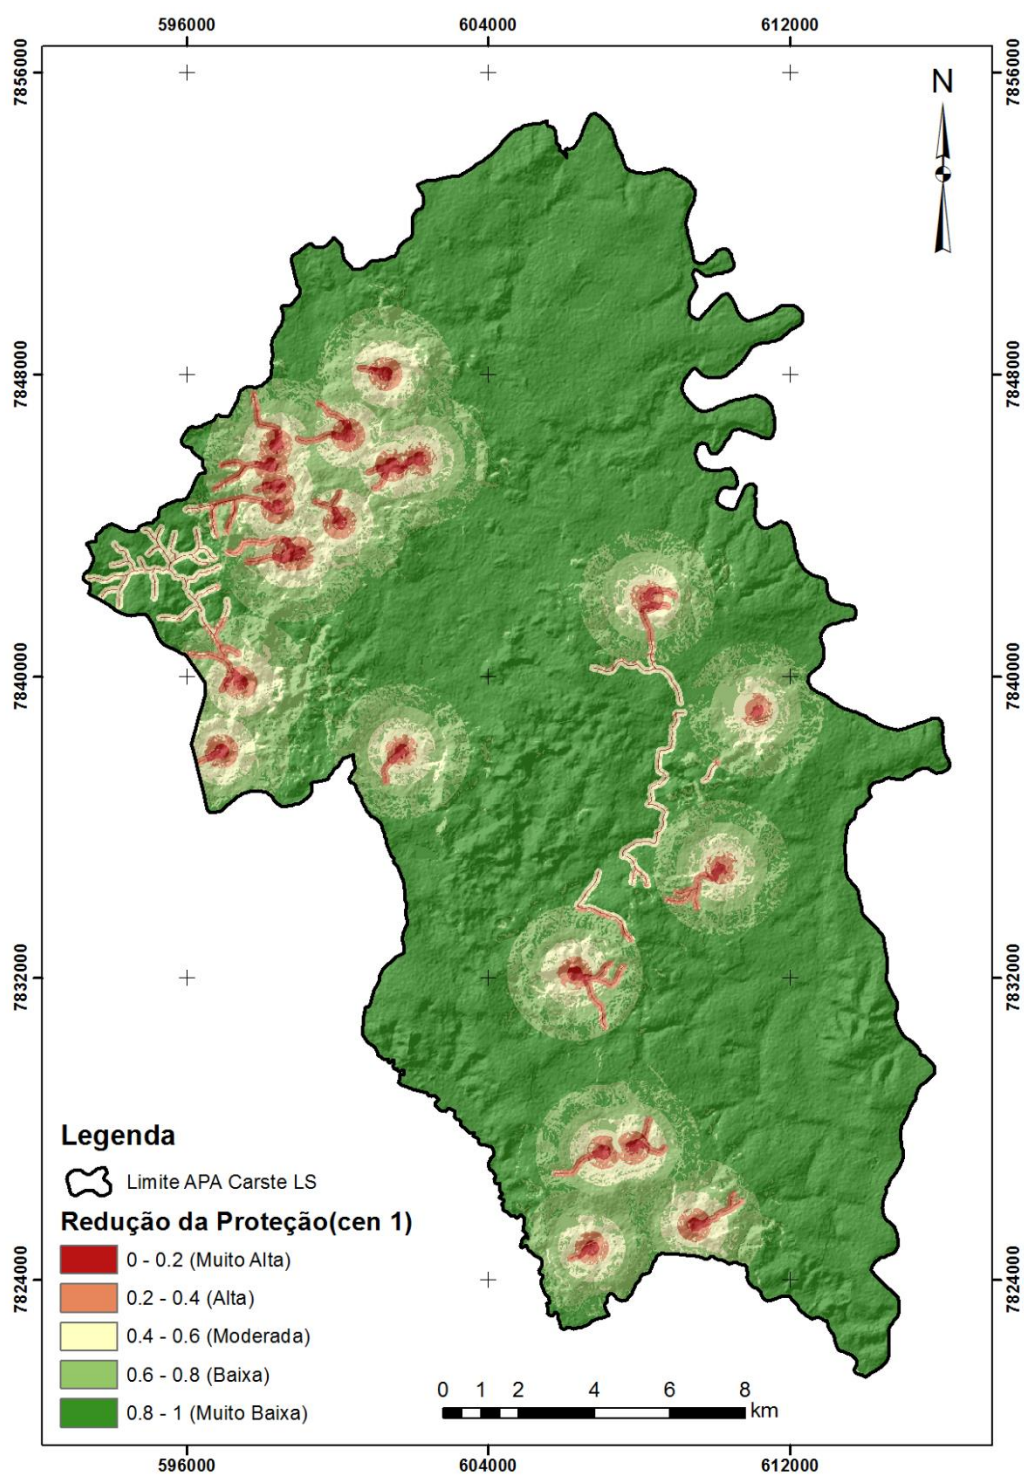 596000
604000
612000
7856000
7856000
N
7848000
7848000
7840000
7840000
7832000
7832000
7824000
7824000
Legenda
Limite APA Carste LS
Redução da Proteção(cen 1)
0 - 0.2 (Muito Alta)
0.2 - 0.4 (Alta)
0.4 - 0.6 (Moderada)
0.6 - 0.8 (Baixa)
0.8 - 1 (Muito Baixa)
0 1 2 4 6 8
km
596000
604000
612000